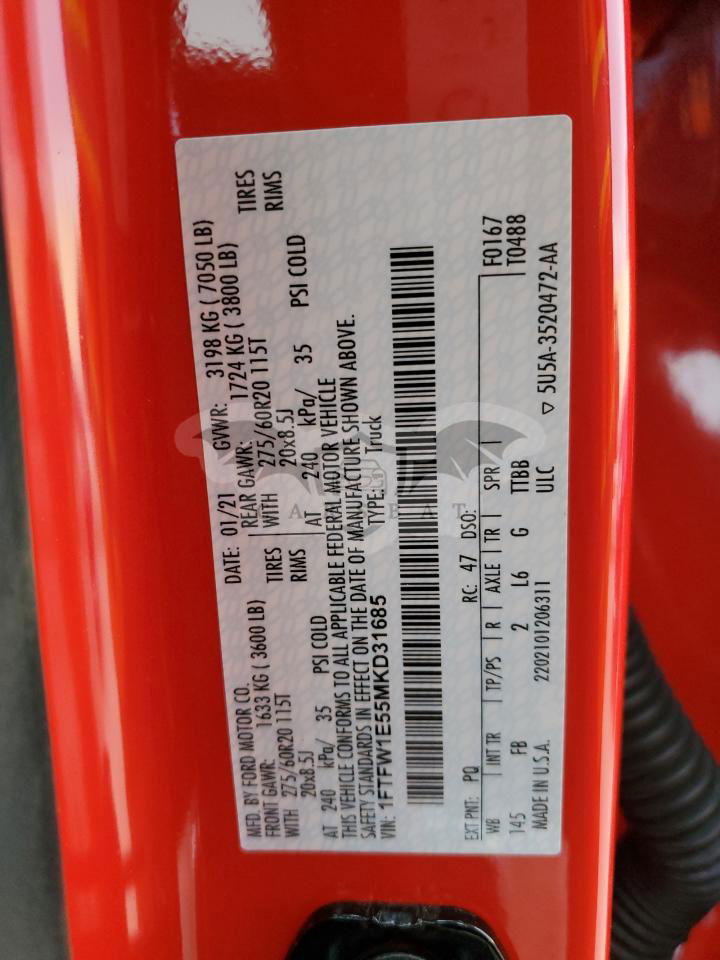 MFD. BY FORD MOTOR CO.
DATE: 01/21 GVWR: 3198 KG ( 7050 LB)
FRONT GAWR: 1633 KG ( 3600 LB) REAR GAWR: 1724 KG ( 3800 LB)
WITH 275/60R20 115T TIRES WITH 275/60R20 115T TIRES
20x8.5J RIMS 20x8.5J RIMS
AT 240 kPa/ 35 PSI COLD AT 240 kPa/ 35 PSI COLD
THIS VEHICLE CONFORMS TO ALL APPLICABLE FEDERAL MOTOR VEHICLE
SAFETY STANDARDS IN EFFECT ON THE DATE OF MANUFACTURE SHOWN ABOVE.
VIN: 1FTFW1E55MKD31685 TYPE: Truck
EXT PNT: PQ RC: 47 DSO:
WB INT TR TP/PS R AXLE TR SPR F0167
145 FB 2 L6 G TTBB T0488
MADE IN U.S.A. 2202101206311 ULC 5U5A-3520472-AA